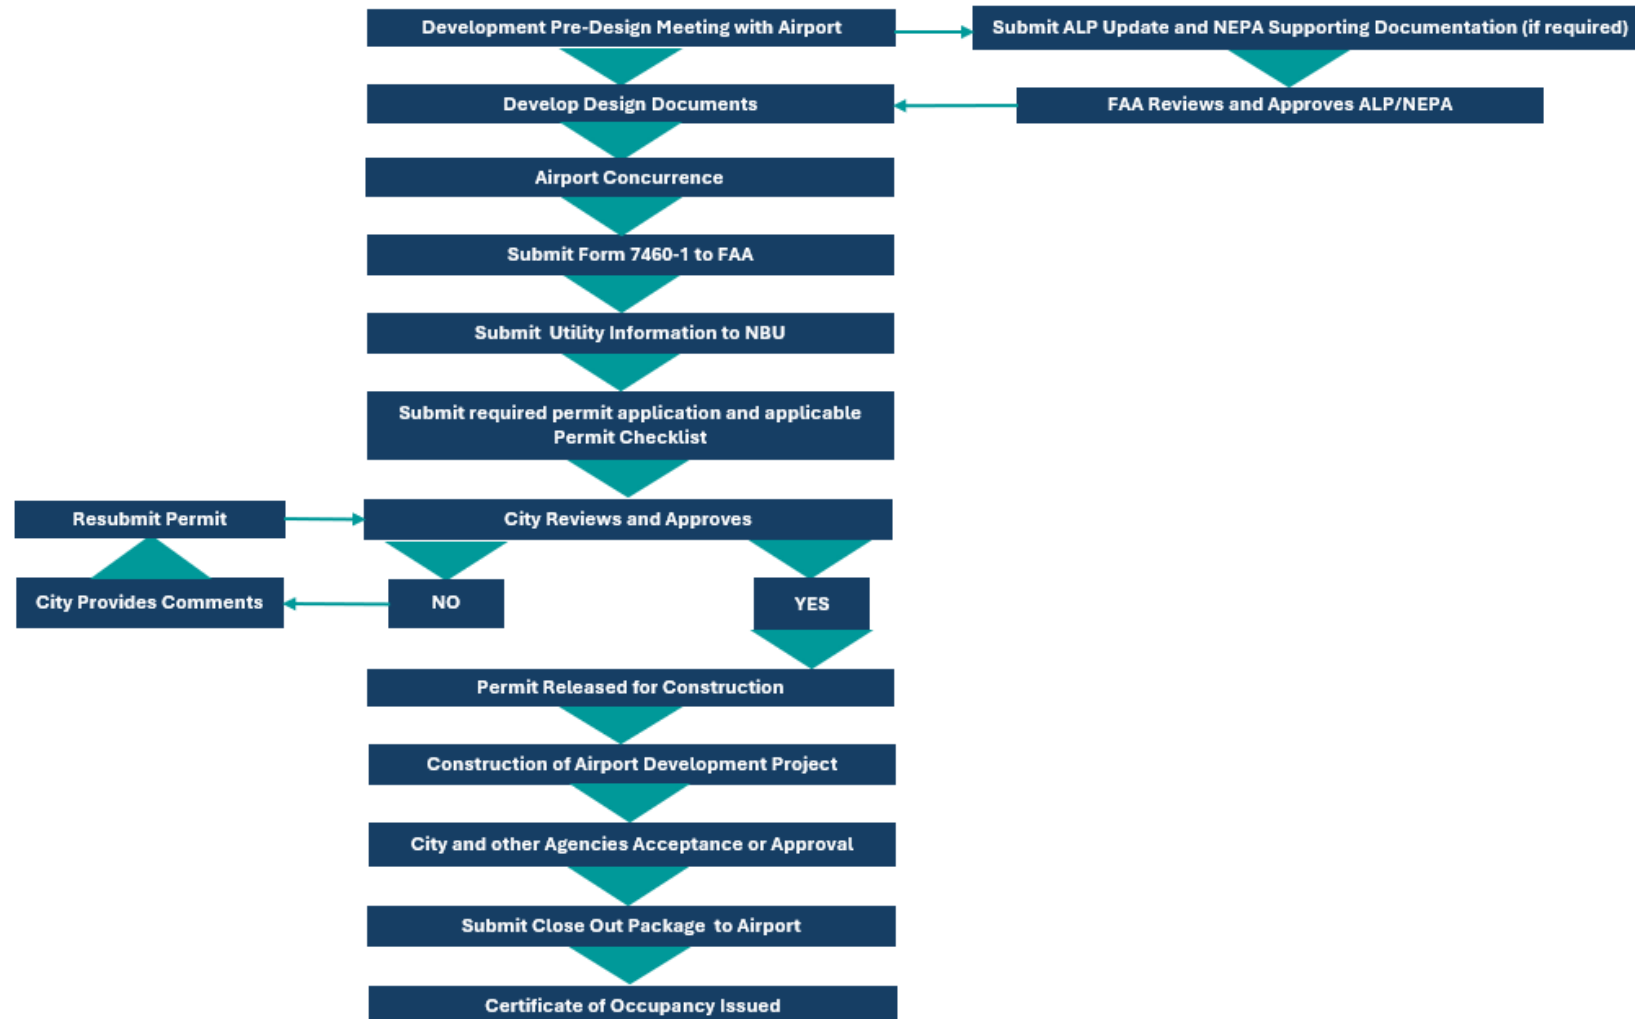 Development Pre-Design Meeting with Airport
Submit ALP Update and NEPA Supporting Documentation (if required)
Develop Design Documents
FAA Reviews and Approves ALP/NEPA
Airport Concurrence
Submit Form 7460-1 to FAA
Submit Utility Information to NBU
Submit required permit application and applicable
Permit Checklist
Resubmit Permit
City Reviews and Approves
City Provides Comments
NO
YES
Permit Released for Construction
Construction of Airport Development Project
City and other Agencies Acceptance or Approval
Submit Close Out Package to Airport
Certificate of Occupancy Issued